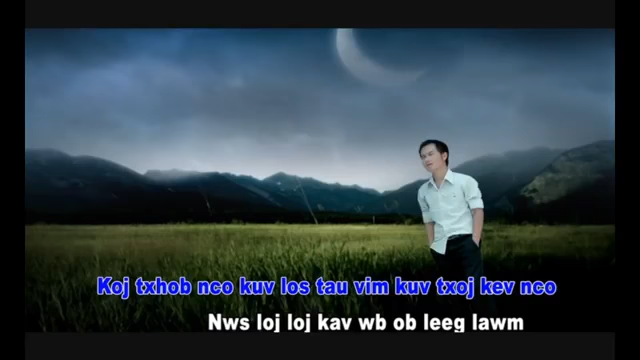 Koj txhob nco kuv los tau vim kuv txoj kev nco
Nws loj loj kav wb ob leeg lawm